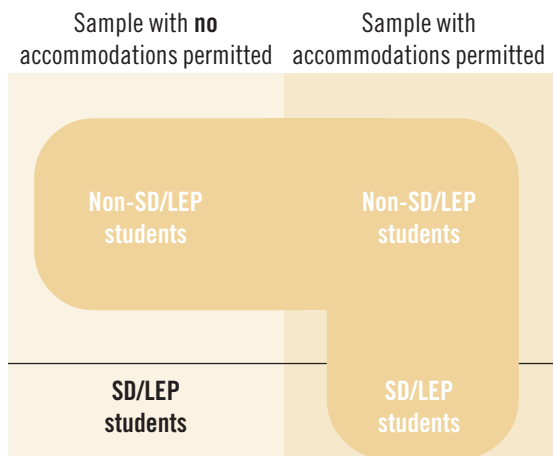 Sample with no
accommodations permitted
Sample with
accommodations permitted
Non-SD/LEP
students
Non-SD/LEP
students
SD/LEP
students
SD/LEP
students